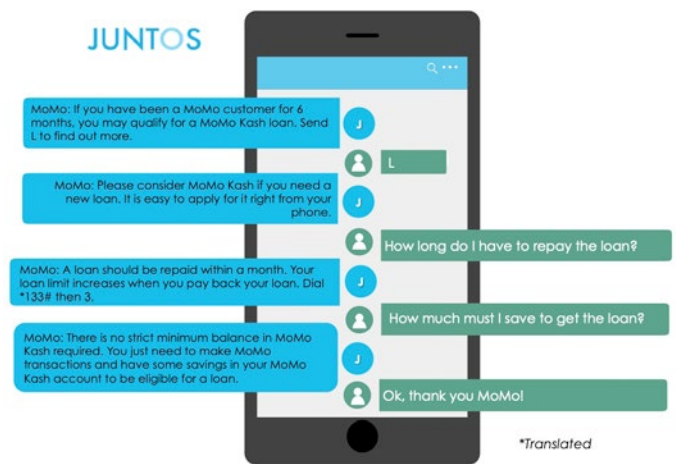 JUNTOS
MoMo: If you have been a MoMo customer for 6
months, you may qualify for a MoMo Kash loan. Send
L to find out more.
J
L
MoMo: Please consider MoMo Kash if you need a
new loan. It is easy to apply for it right from your
phone.
J
How long do I have to repay the loan?
MoMo: A loan should be repaid within a month. Your
loan limit increases when you pay back your loan. Dial
*133# then 3.
J
How much must I save to get the loan?
MoMo: There is no strict minimum balance in MoMo
Kash required. You just need to make MoMo
transactions and have some savings in your MoMo
Kash account to be eligible for a loan.
J
Ok, thank you MoMo!
*Translated